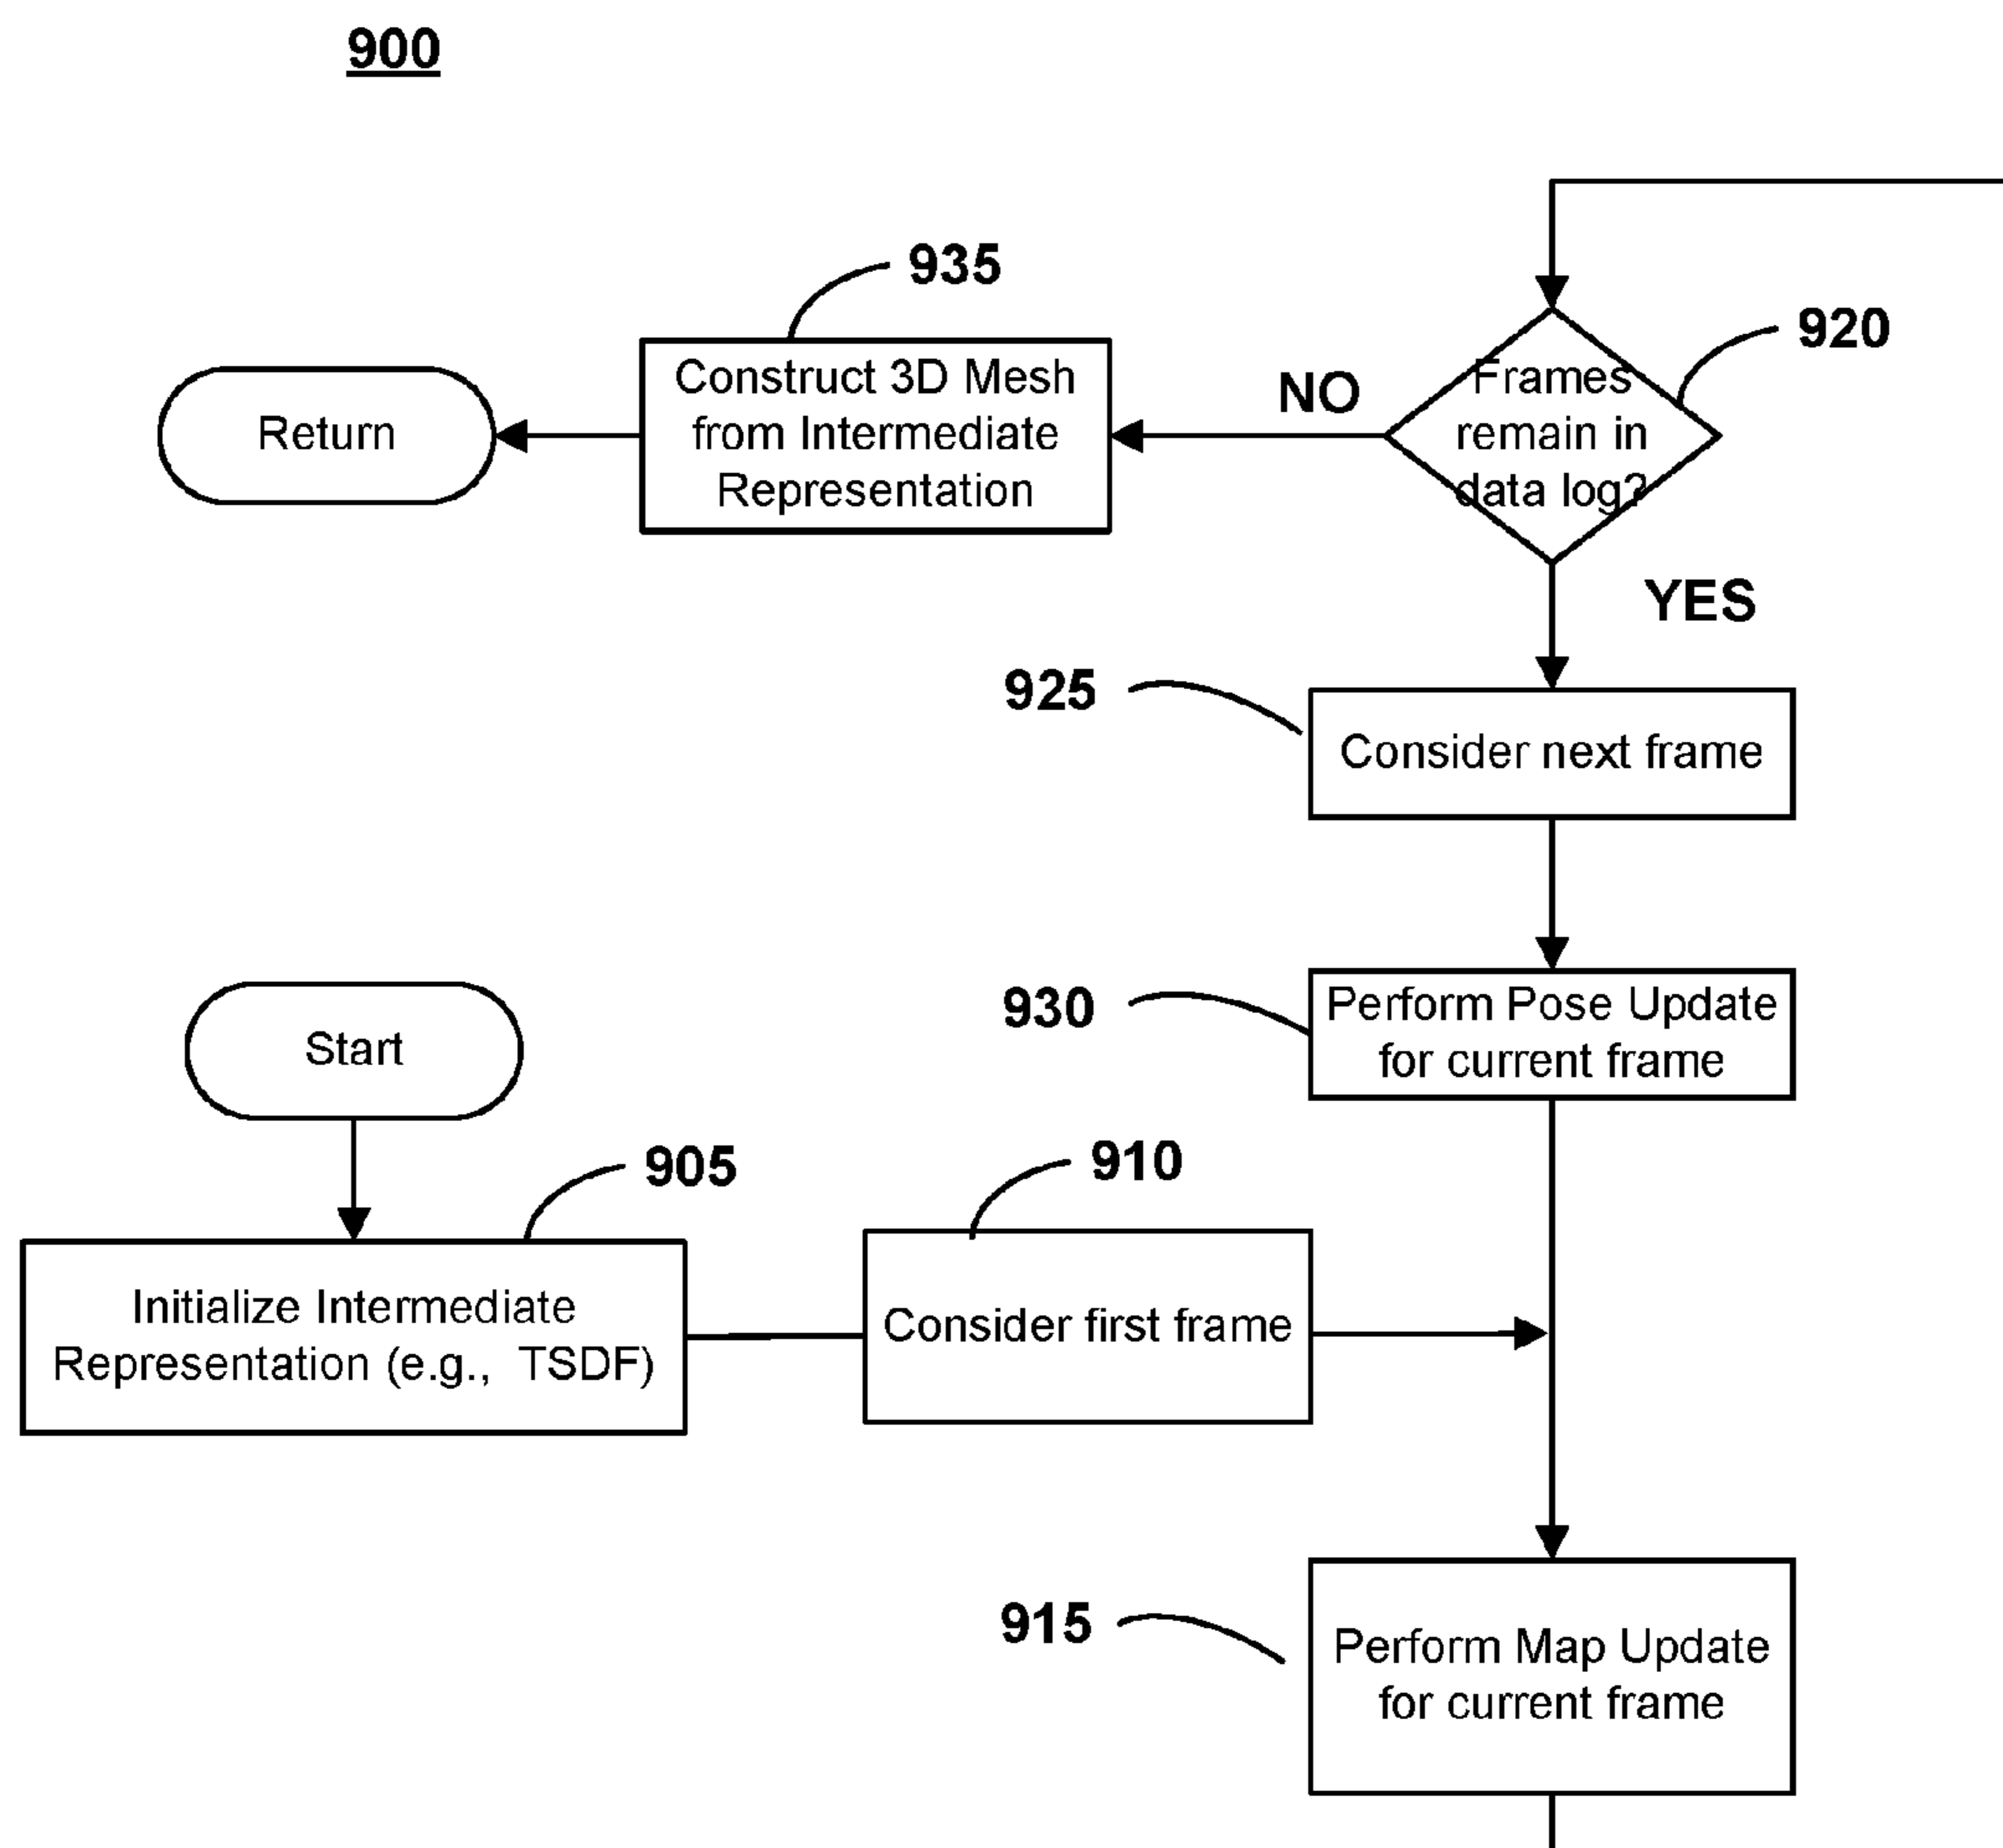 900
935
920
Construct 3D Mesh
from Intermediate
Representation
Return
NO
Frames
remain in
data log?
YES
925
Consider next frame
930
Perform Pose Update
for current frame
Start
905
910
Initialize Intermediate
Representation (e.g., TSDF)
Consider first frame
915
Perform Map Update
for current frame